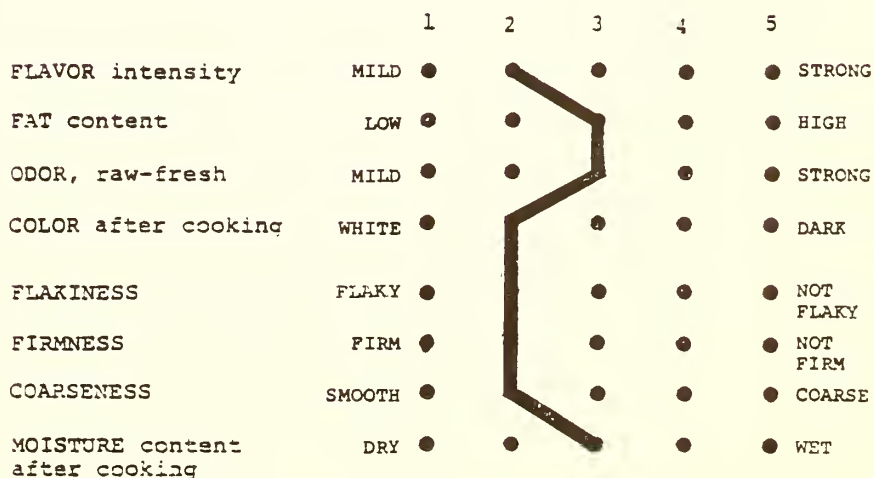 1 2 3 4 5
FLAVOR intensity MILD STRONG
FAT content LOW HIGH
ODOR, raw-fresh MILD STRONG
COLOR after cooking WHITE DARK
FLAKINESS FLAKY NOT
FLAKY
FIRMNESS FIRM NOT
FIRM
COARSENESS SMOOTH COARSE
MOISTURE content DRY WET
after cooking